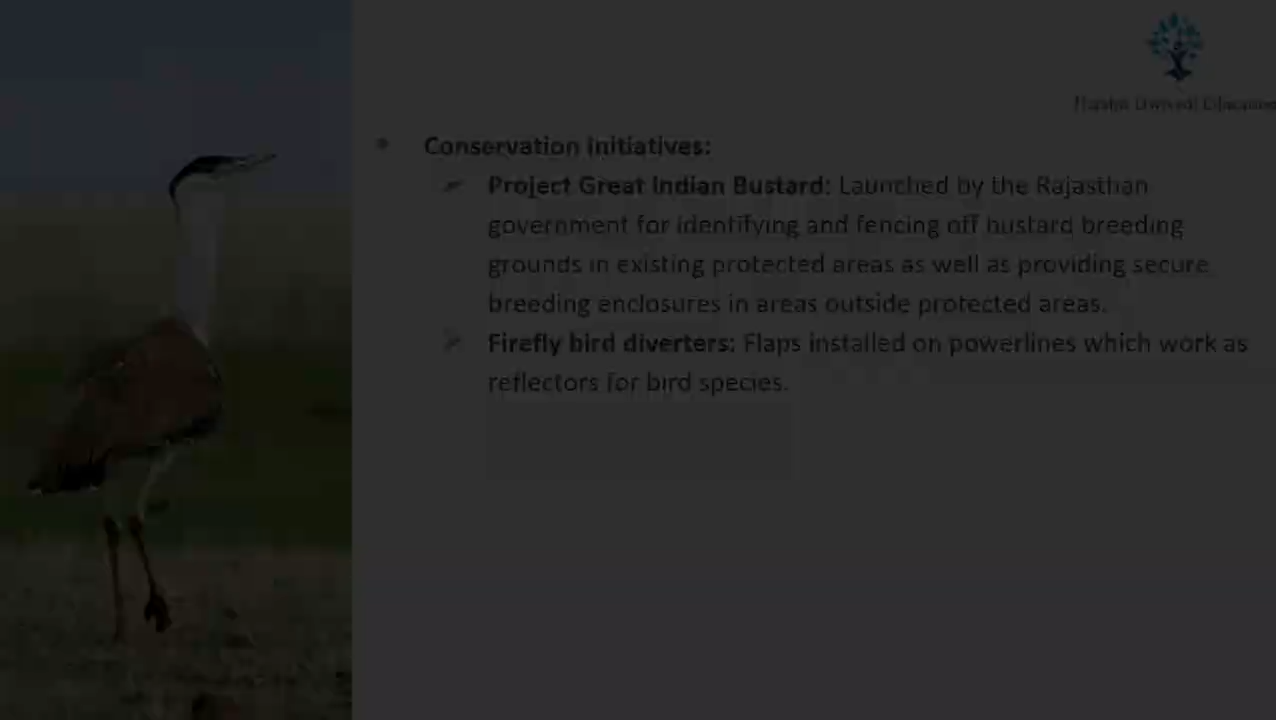 Conservation Initiatives:
Project Great Indian Bustard: Launched by the Rajasthan
government for identifying and fencing off bustard breeding
grounds in existing protected areas as well as providing secure
breeding enclosures in areas outside protected areas.
Firefly bird diverters: Flaps installed on powerlines which work as
reflectors for bird species.